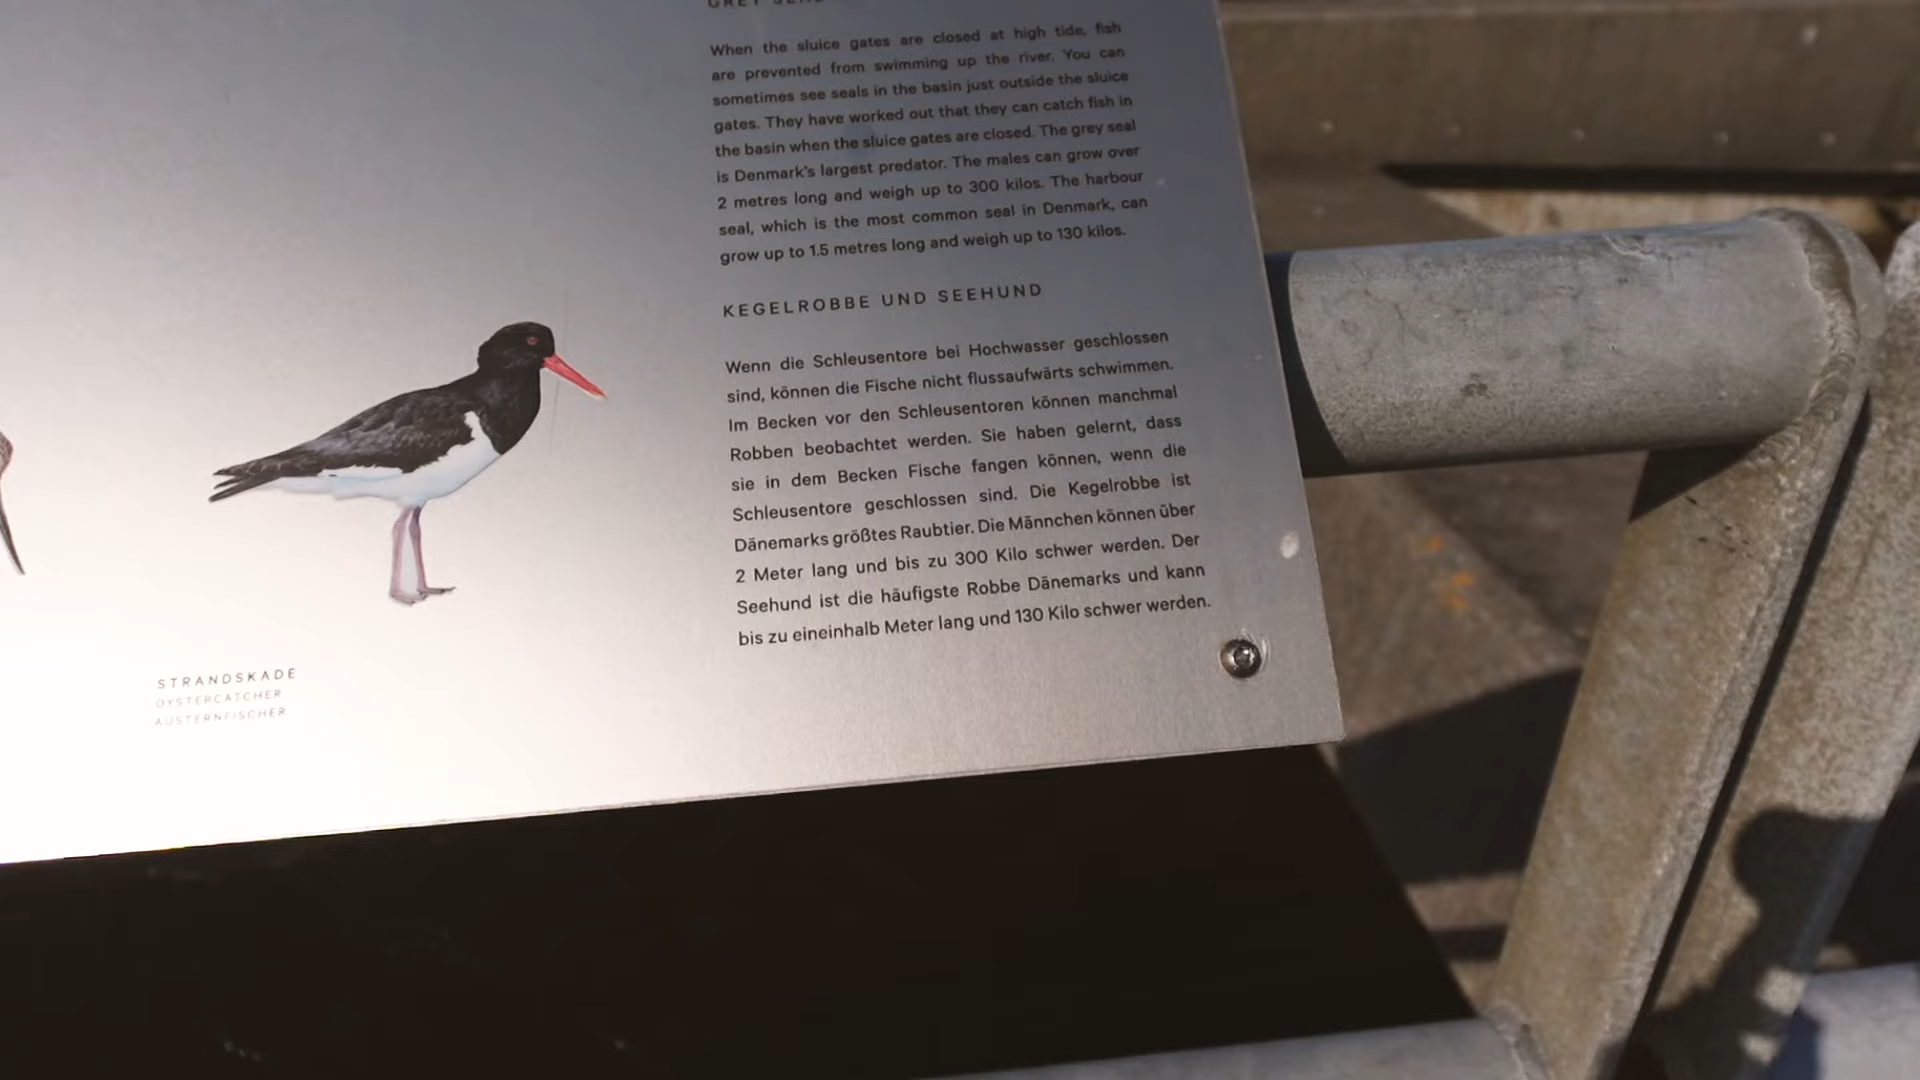 When the sluice gates are closed at high tide, fish
are prevented from swimming up the river. You can
sometimes see seals in the basin just outside the sluice
gates. They have worked out that they can catch fish in
the basin when the sluice gates are closed. The grey seal
is Denmark's largest predator. The males can grow over
2 metres long and weigh up to 300 kilos. The harbour
seal, which is the most common seal in Denmark, can
grow up to 1.5 metres long and weigh up to 130 kilos.
KEGELROBBE UND SEEHUND
Wenn die Schleusentore bei Hochwasser geschlossen
sind, können die Fische nicht flussaufwärts schwimmen.
Im Becken vor den Schleusentoren können manchmal
Robben beobachtet werden. Sie haben gelernt, dass
sie in dem Becken Fische fangen können, wenn die
Schleusentore geschlossen sind. Die Kegelrobbe ist
Dänemarks größtes Raubtier. Die Männchen können über
2 Meter lang und bis zu 300 Kilo schwer werden. Der
Seehund ist die häufigste Robbe Dänemarks und kann
bis zu eineinhalb Meter lang und 130 Kilo schwer werden.
STRANDSKADE
OYSTERCATCHER
AUSTERNFISCHER